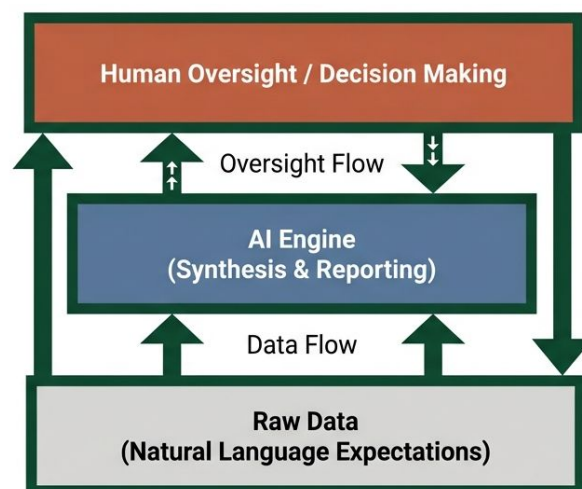 Human Oversight / Decision Making
Oversight Flow
AI Engine
(Synthesis & Reporting)
Data Flow
Raw Data
(Natural Language Expectations)